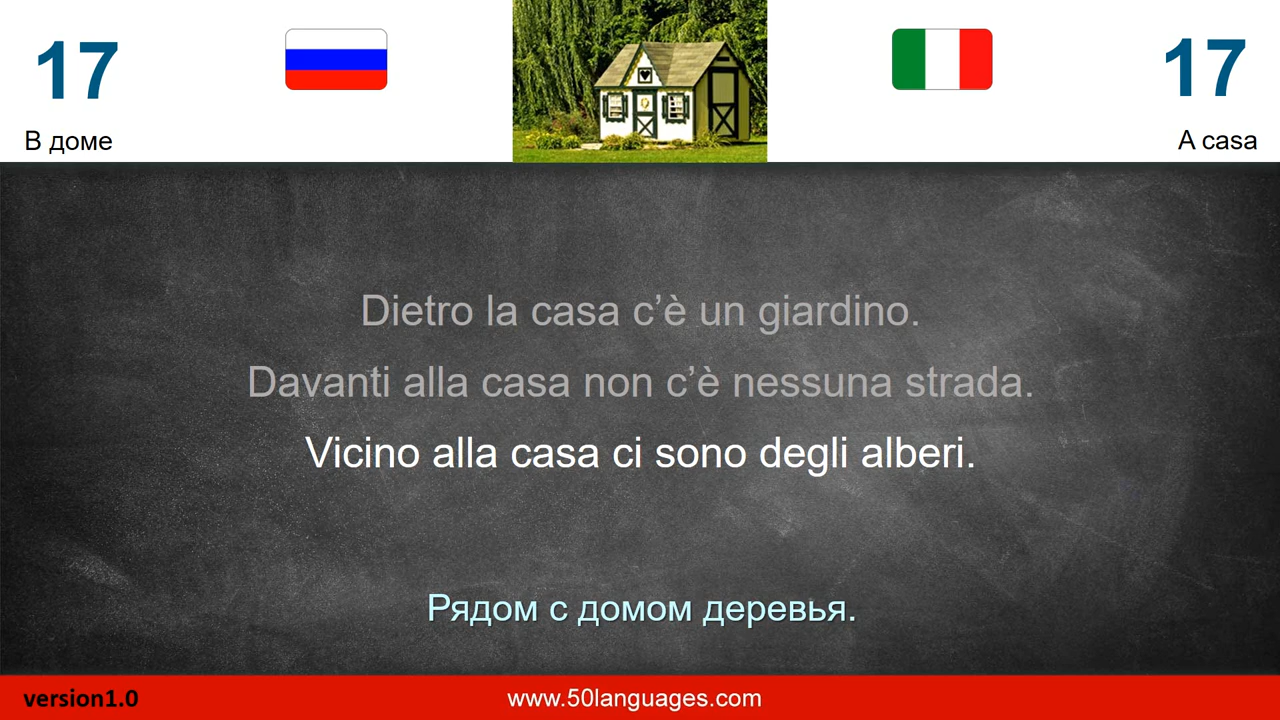 17
17
В доме
A casa
Dietro la casa c’è un giardino.
Davanti alla casa non c’è nessuna strada.
Vicino alla casa ci sono degli alberi.
Рядом с домом деревья.
version1.0
www.50languages.com